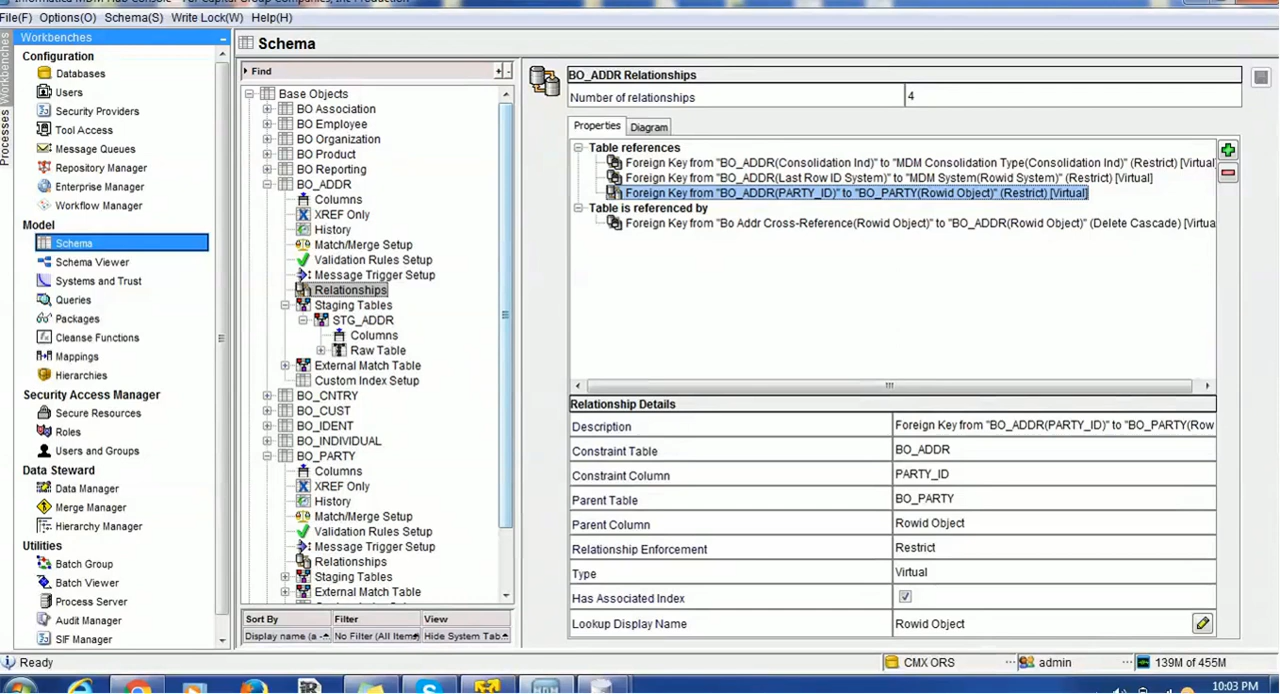 Informatica MDM Hub Console -
File(F) Options(O) Schema(S) Write Lock(W) Help(H)
Processes Workbenches
Workbenches
Configuration
Databases
Users
Security Providers
Tool Access
Message Queues
Repository Manager
Enterprise Manager
Workflow Manager
Model
Schema
Schema Viewer
Systems and Trust
Queries
Packages
Cleanse Functions
Mappings
Hierarchies
Security Access Manager
Secure Resources
Roles
Users and Groups
Data Steward
Data Manager
Merge Manager
Hierarchy Manager
Utilities
Batch Group
Batch Viewer
Process Server
Audit Manager
SIF Manager
Schema
Find
Base Objects
BO Association
BO Employee
BO Organization
BO Product
BO Reporting
BO_ADDR
Columns
XREF Only
History
Match/Merge Setup
Validation Rules Setup
Message Trigger Setup
Relationships
Staging Tables
STG_ADDR
Columns
Raw Table
External Match Table
Custom Index Setup
BO_CNTRY
BO_CUST
BO_IDENT
BO_INDIVIDUAL
BO_PARTY
Columns
XREF Only
History
Match/Merge Setup
Validation Rules Setup
Message Trigger Setup
Relationships
Staging Tables
External Match Table
Sort By Filter View
Display name (a - No Filter (All Items) Hide System Tab..
BO_ADDR Relationships
Number of relationships 4
Properties Diagram
Table references
Foreign Key from "BO_ADDR(Consolidation Ind)" to "MDM Consolidation Type(Consolidation Ind)" (Restrict) [Virtual]
Foreign Key from "BO_ADDR(Last Row ID System)" to "MDM System(Rowid System)" (Restrict) [Virtual]
Foreign Key from "BO_ADDR(PARTY_ID)" to "BO_PARTY(Rowid Object)" (Restrict) [Virtual]
Table is referenced by
Foreign Key from "Bo Addr Cross-Reference(Rowid Object)" to "BO_ADDR(Rowid Object)" (Delete Cascade) [Virtua
Relationship Details
Description Foreign Key from "BO_ADDR(PARTY_ID)" to "BO_PARTY(Row
Constraint Table BO_ADDR
Constraint Column PARTY_ID
Parent Table BO_PARTY
Parent Column Rowid Object
Relationship Enforcement Restrict
Type Virtual
Has Associated Index
Lookup Display Name Rowid Object
Ready CMX ORS admin 139M of 455M
10:03 PM